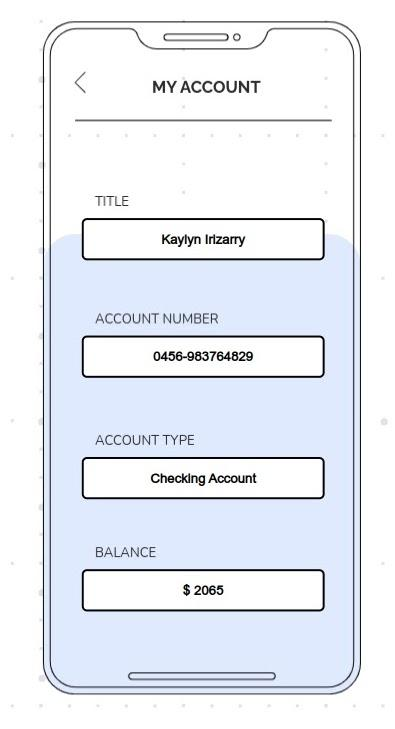 MY ACCOUNT
TITLE
Kaylyn Irizarry
ACCOUNT NUMBER
0456-983764829
ACCOUNT TYPE
Checking Account
BALANCE
$ 2065